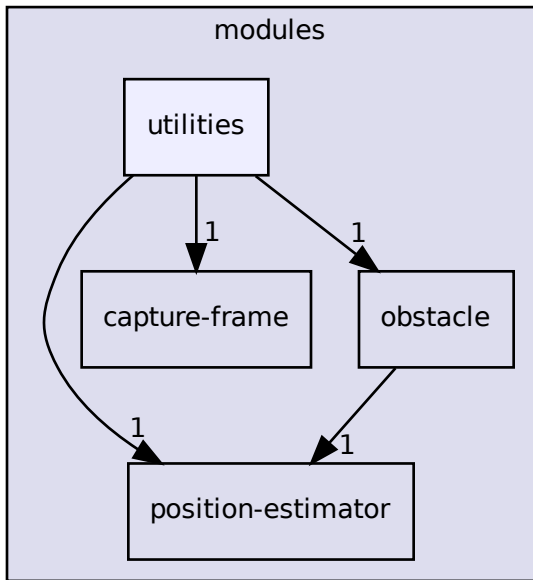 modules
utilities
1
1
capture-frame
obstacle
1
1
position-estimator